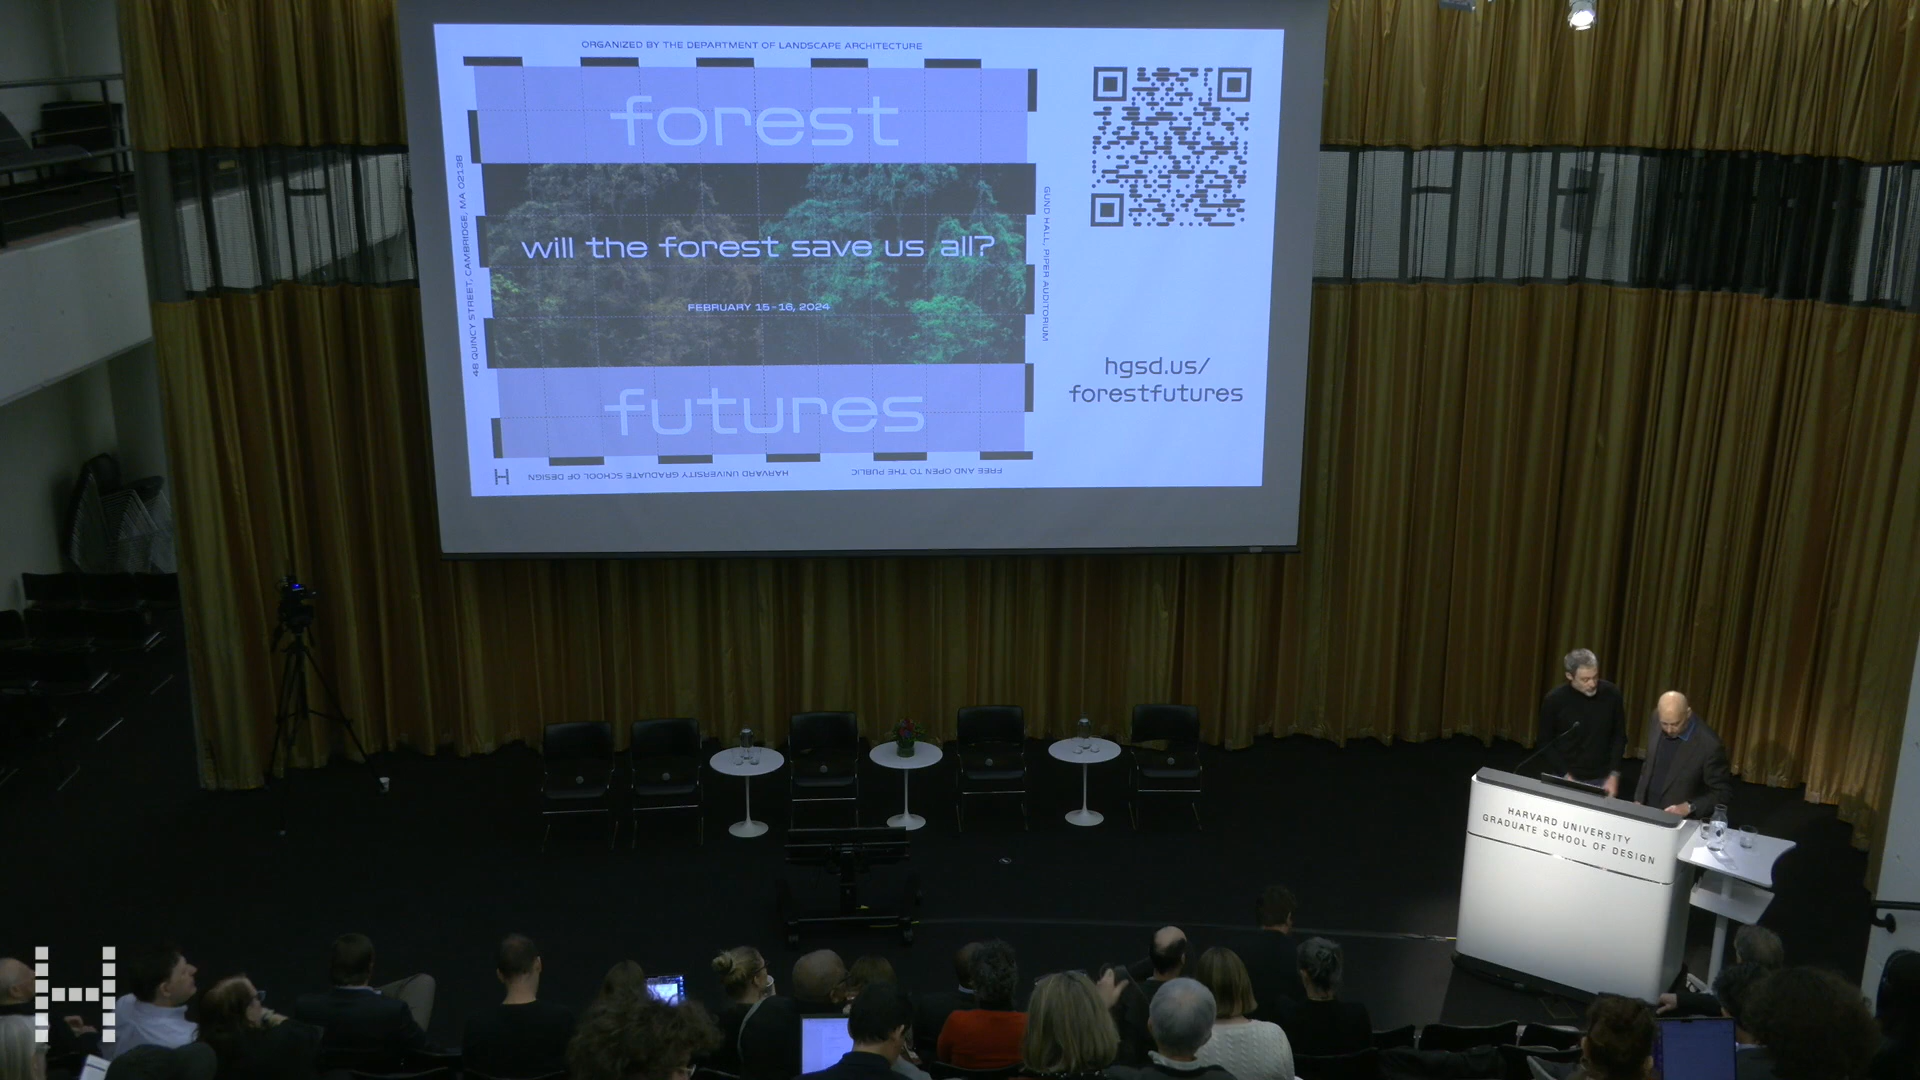 ORGANIZED BY THE DEPARTMENT OF LANDSCAPE ARCHITECTURE
forest
48 QUINCY STREET, CAMBRIDGE, MA 02138
will the forest save us all?
FEBRUARY 15-16, 2024
GUND HALL, PIPER AUDITORIUM
futures
H
HARVARD UNIVERSITY GRADUATE SCHOOL OF DESIGN
FREE AND OPEN TO THE PUBLIC
hgsd.us/
forestfutures
HARVARD UNIVERSITY
GRADUATE SCHOOL OF DESIGN
H